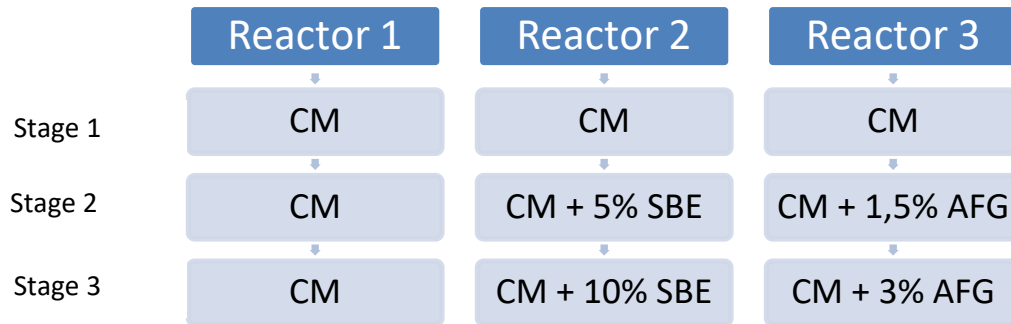 Reactor 1 Reactor 2 Reactor 3
Stage 1 CM CM CM
Stage 2 CM CM + 5% SBE CM + 1,5% AFG
Stage 3 CM CM + 10% SBE CM + 3% AFG